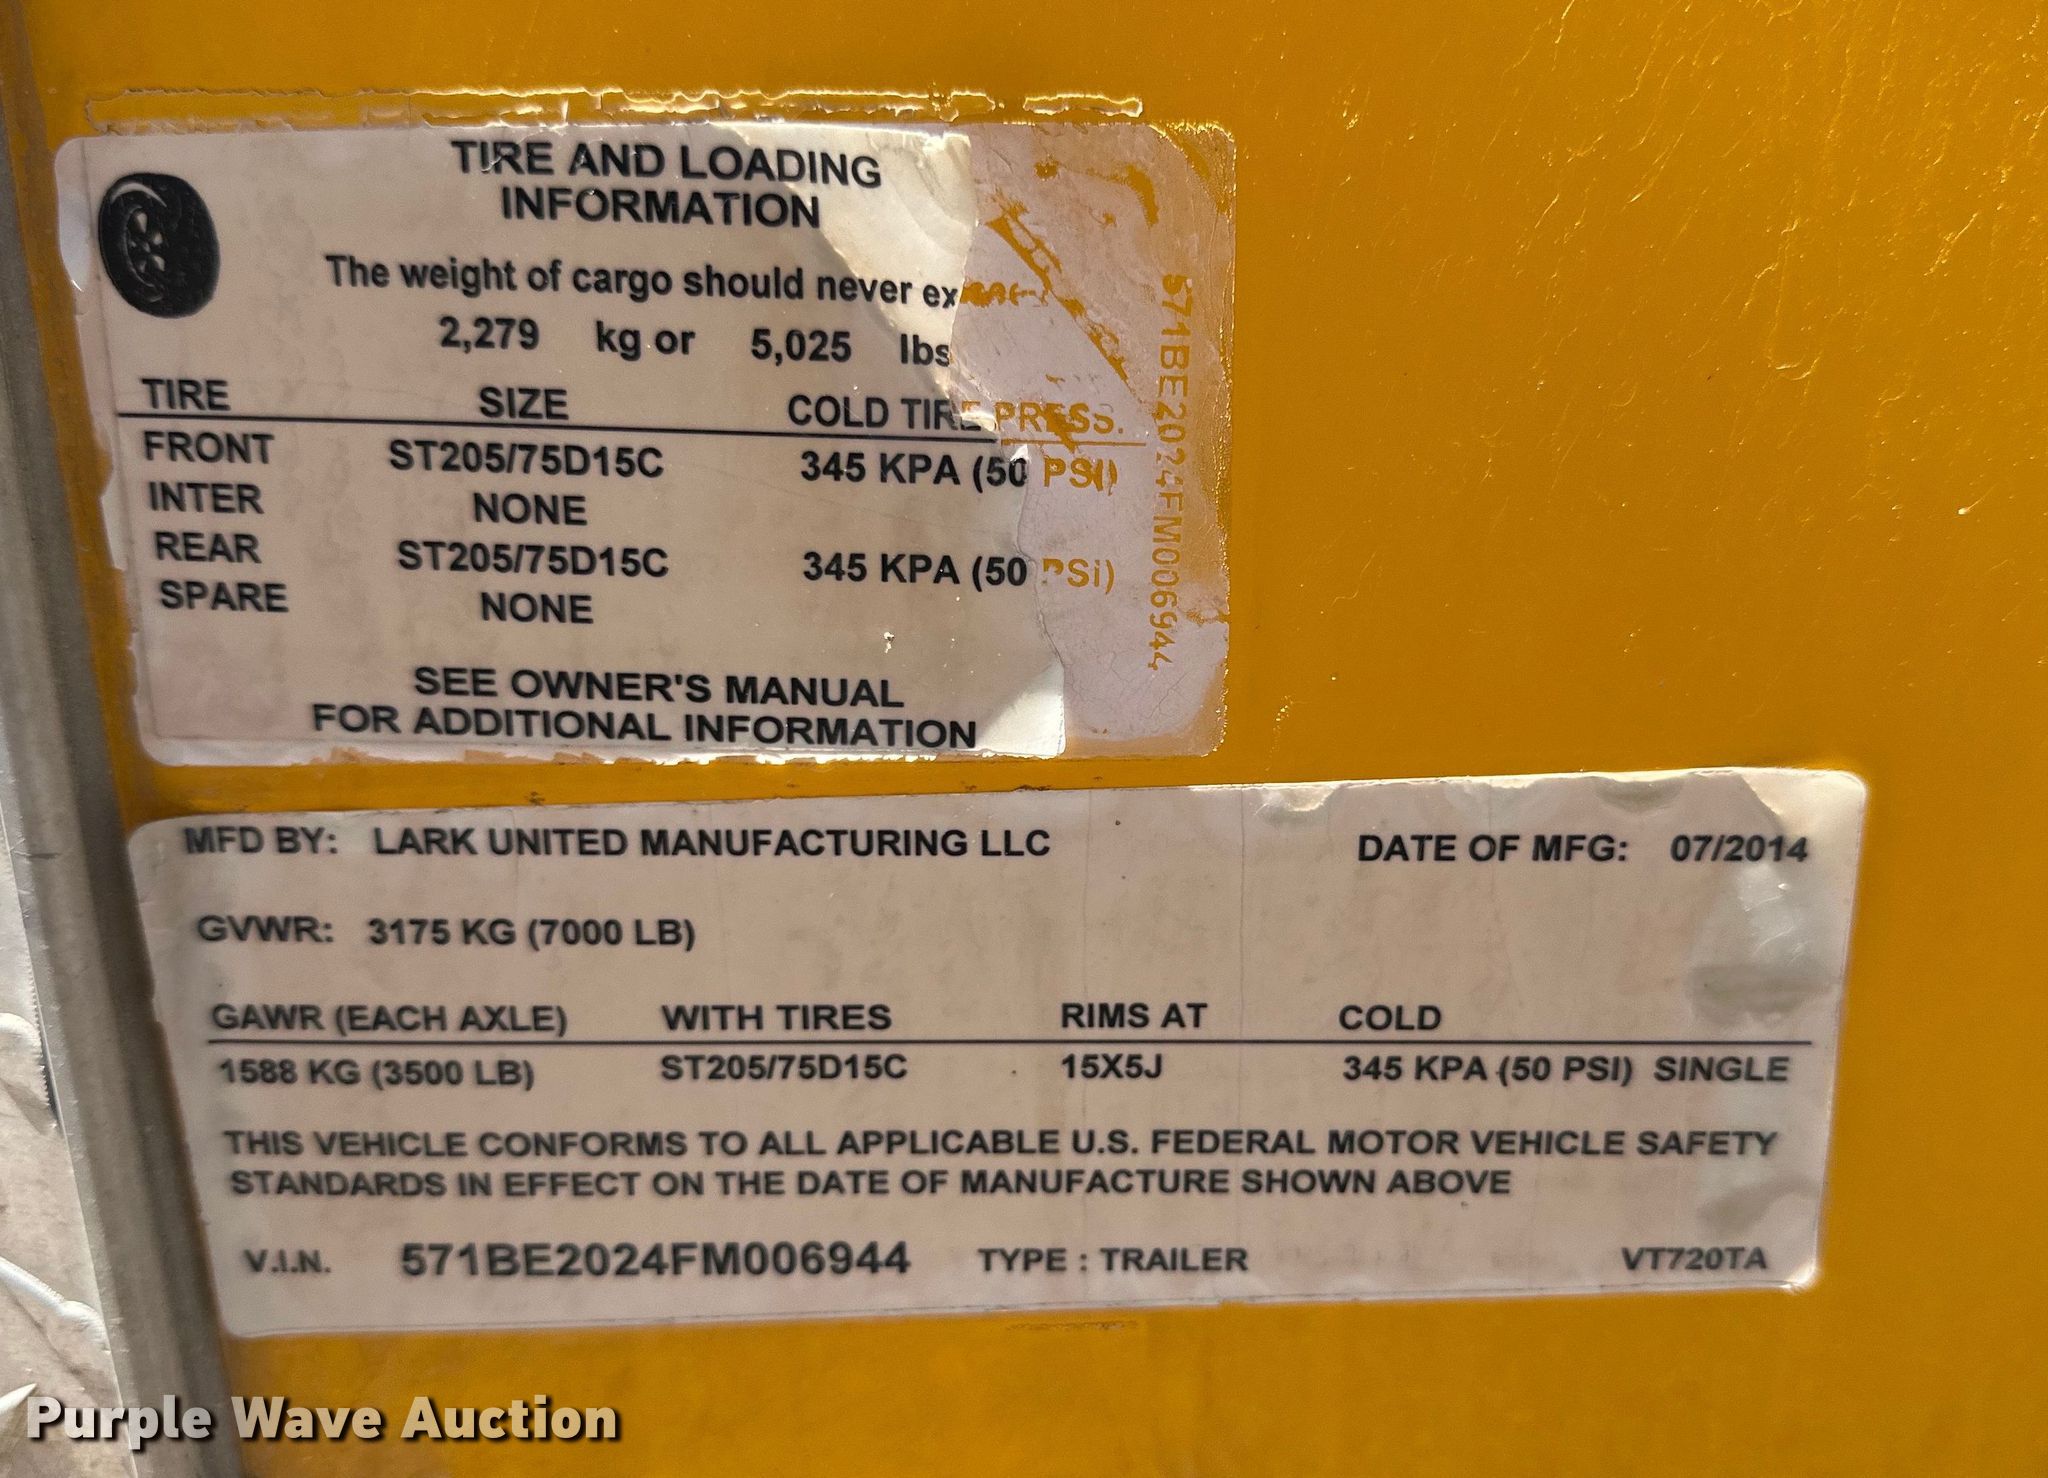 TIRE AND LOADING
INFORMATION
The weight of cargo should never
2,279 kg or 5,025 lbs
TIRE SIZE COLD TIRE PRESS.
FRONT ST205/75D15C 345 KPA (50 PSI)
INTER NONE
REAR ST205/75D15C 345 KPA (50 PSi)
SPARE NONE
SEE OWNER'S MANUAL
FOR ADDITIONAL INFORMATION
571BE2024FM006944
MFD BY: LARK UNITED MANUFACTURING LLC DATE OF MFG: 07/2014
GVWR: 3175 KG (7000 LB)
GAWR (EACH AXLE) WITH TIRES RIMS AT COLD
1588 KG (3500 LB) ST205/75D15C 15X5J 345 KPA (50 PSI) SINGLE
THIS VEHICLE CONFORMS TO ALL APPLICABLE U.S. FEDERAL MOTOR VEHICLE SAFETY
STANDARDS IN EFFECT ON THE DATE OF MANUFACTURE SHOWN ABOVE
V.I.N. 571BE2024FM006944 TYPE : TRAILER VT720TA
Purple Wave Auction